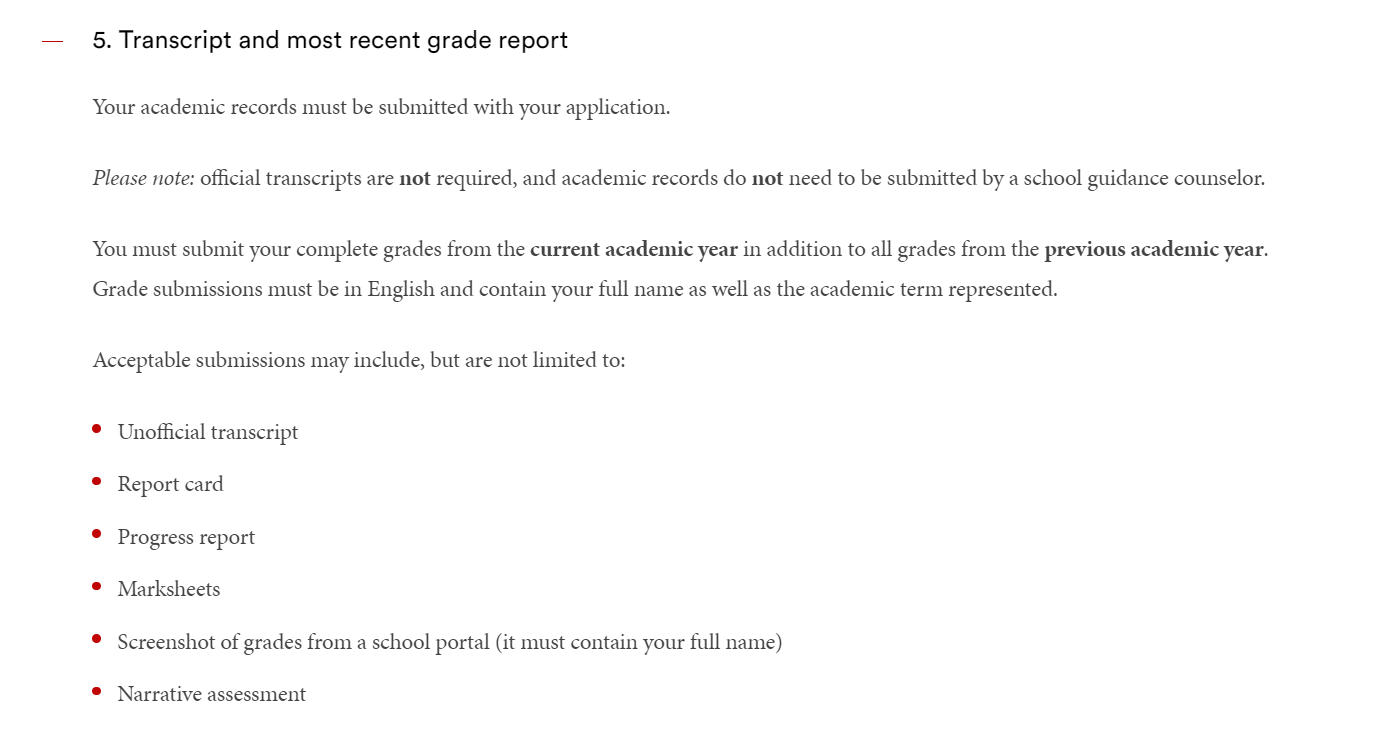 5. Transcript and most recent grade report
Your academic records must be submitted with your application.
Please note: official transcripts are not required, and academic records do not need to be submitted by a school guidance counselor.
You must submit your complete grades from the current academic year in addition to all grades from the previous academic year.
Grade submissions must be in English and contain your full name as well as the academic term represented.
Acceptable submissions may include, but are not limited to:
Unofficial transcript
Report card
Progress report
Marksheets
Screenshot of grades from a school portal (it must contain your full name)
Narrative assessment